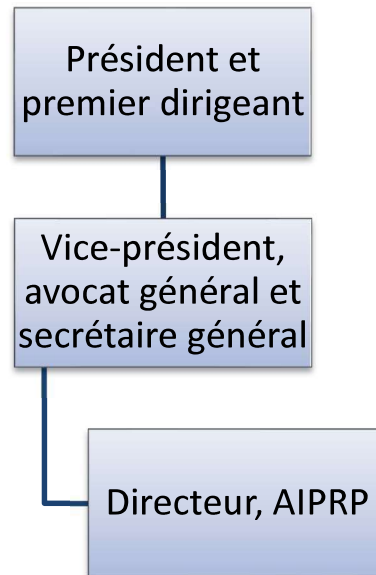 Président et
premier dirigeant
Vice-président,
avocat général et
secrétaire général
Directeur, AIPRP